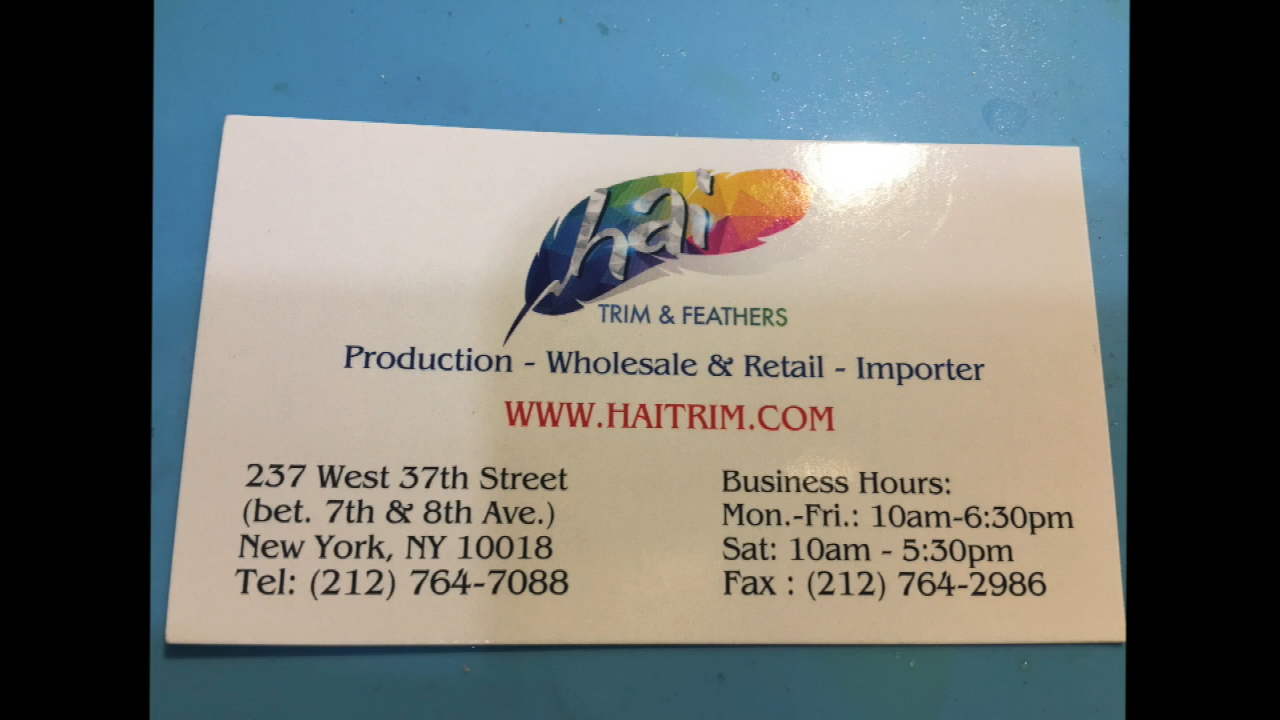 hai
TRIM & FEATHERS
Production - Wholesale & Retail - Importer
WWW.HAITRIM.COM
237 West 37th Street
(bet. 7th & 8th Ave.)
New York, NY 10018
Tel: (212) 764-7088
Business Hours:
Mon.-Fri.: 10am-6:30pm
Sat: 10am - 5:30pm
Fax : (212) 764-2986